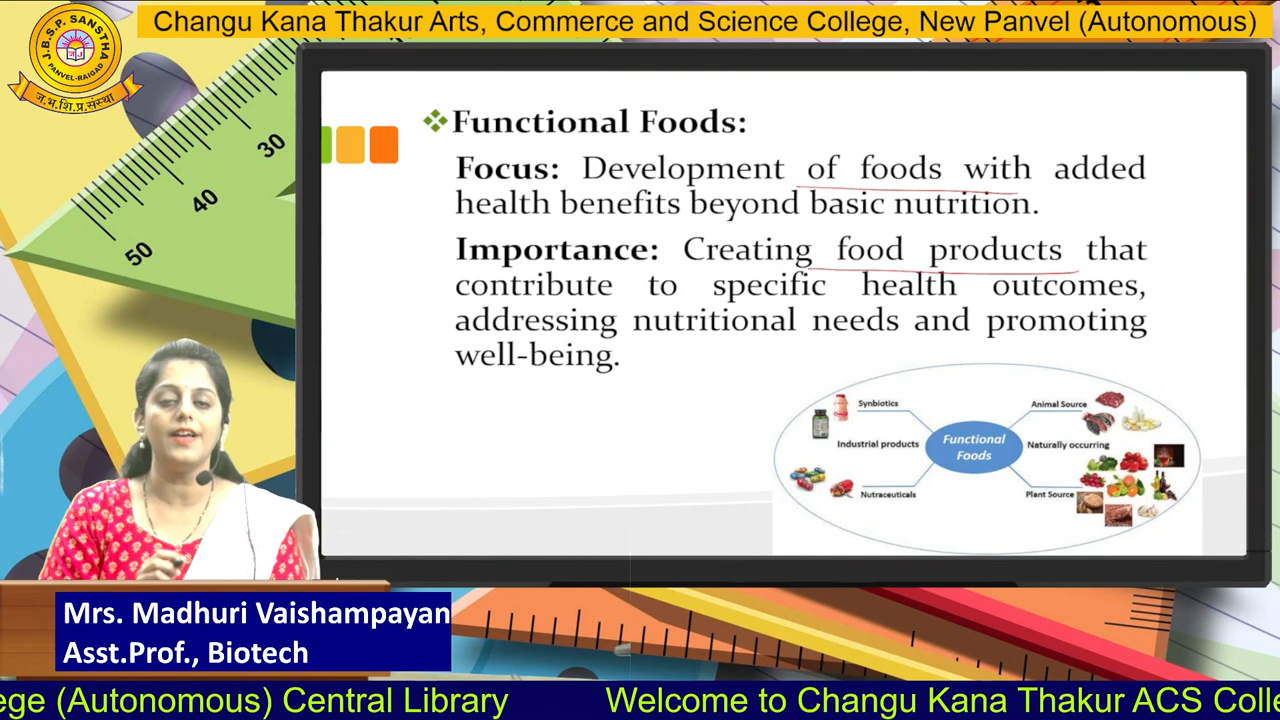 Changu Kana Thakur Arts, Commerce and Science College, New Panvel (Autonomous)
J.B.S.P. SANSTHA
PANVEL-RAIGAD
ज.भ.शि.प्र.संस्था
30
40
50
Functional Foods:
Focus: Development of foods with added
health benefits beyond basic nutrition.
Importance: Creating food products that
contribute to specific health outcomes,
addressing nutritional needs and promoting
well-being.
Synbiotics
Animal Source
Industrial products
Functional
Foods
Naturally occurring
Nutraceuticals
Plant Source
Mrs. Madhuri Vaishampayan
Asst.Prof., Biotech
ege (Autonomous) Central Library Welcome to Changu Kana Thakur ACS Colle